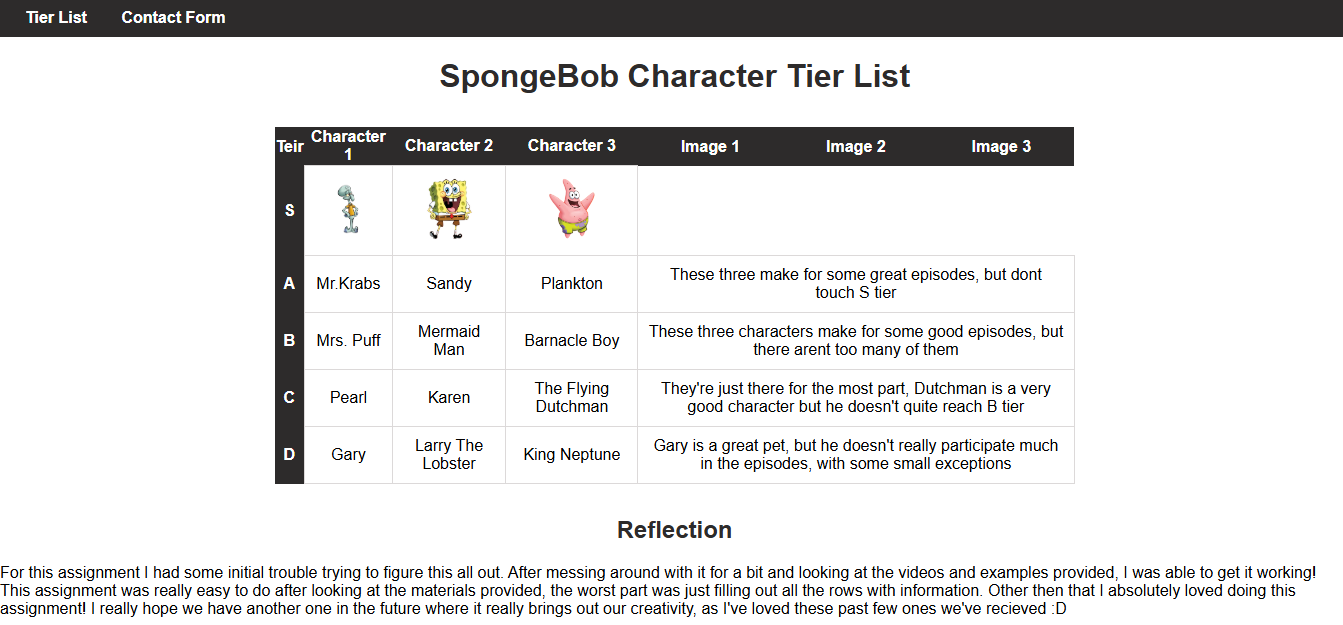 Tier List Contact Form
SpongeBob Character Tier List
Teir Character 1 Character 2 Character 3 Image 1 Image 2 Image 3
S
A Mr.Krabs Sandy Plankton These three make for some great episodes, but dont touch S tier
B Mrs. Puff Mermaid Man Barnacle Boy These three characters make for some good episodes, but there arent too many of them
C Pearl Karen The Flying Dutchman They're just there for the most part, Dutchman is a very good character but he doesn't quite reach B tier
D Gary Larry The Lobster King Neptune Gary is a great pet, but he doesn't really participate much in the episodes, with some small exceptions
Reflection
For this assignment I had some initial trouble trying to figure this all out. After messing around with it for a bit and looking at the videos and examples provided, I was able to get it working!
This assignment was really easy to do after looking at the materials provided, the worst part was just filling out all the rows with information. Other then that I absolutely loved doing this
assignment! I really hope we have another one in the future where it really brings out our creativity, as I've loved these past few ones we've recieved :D